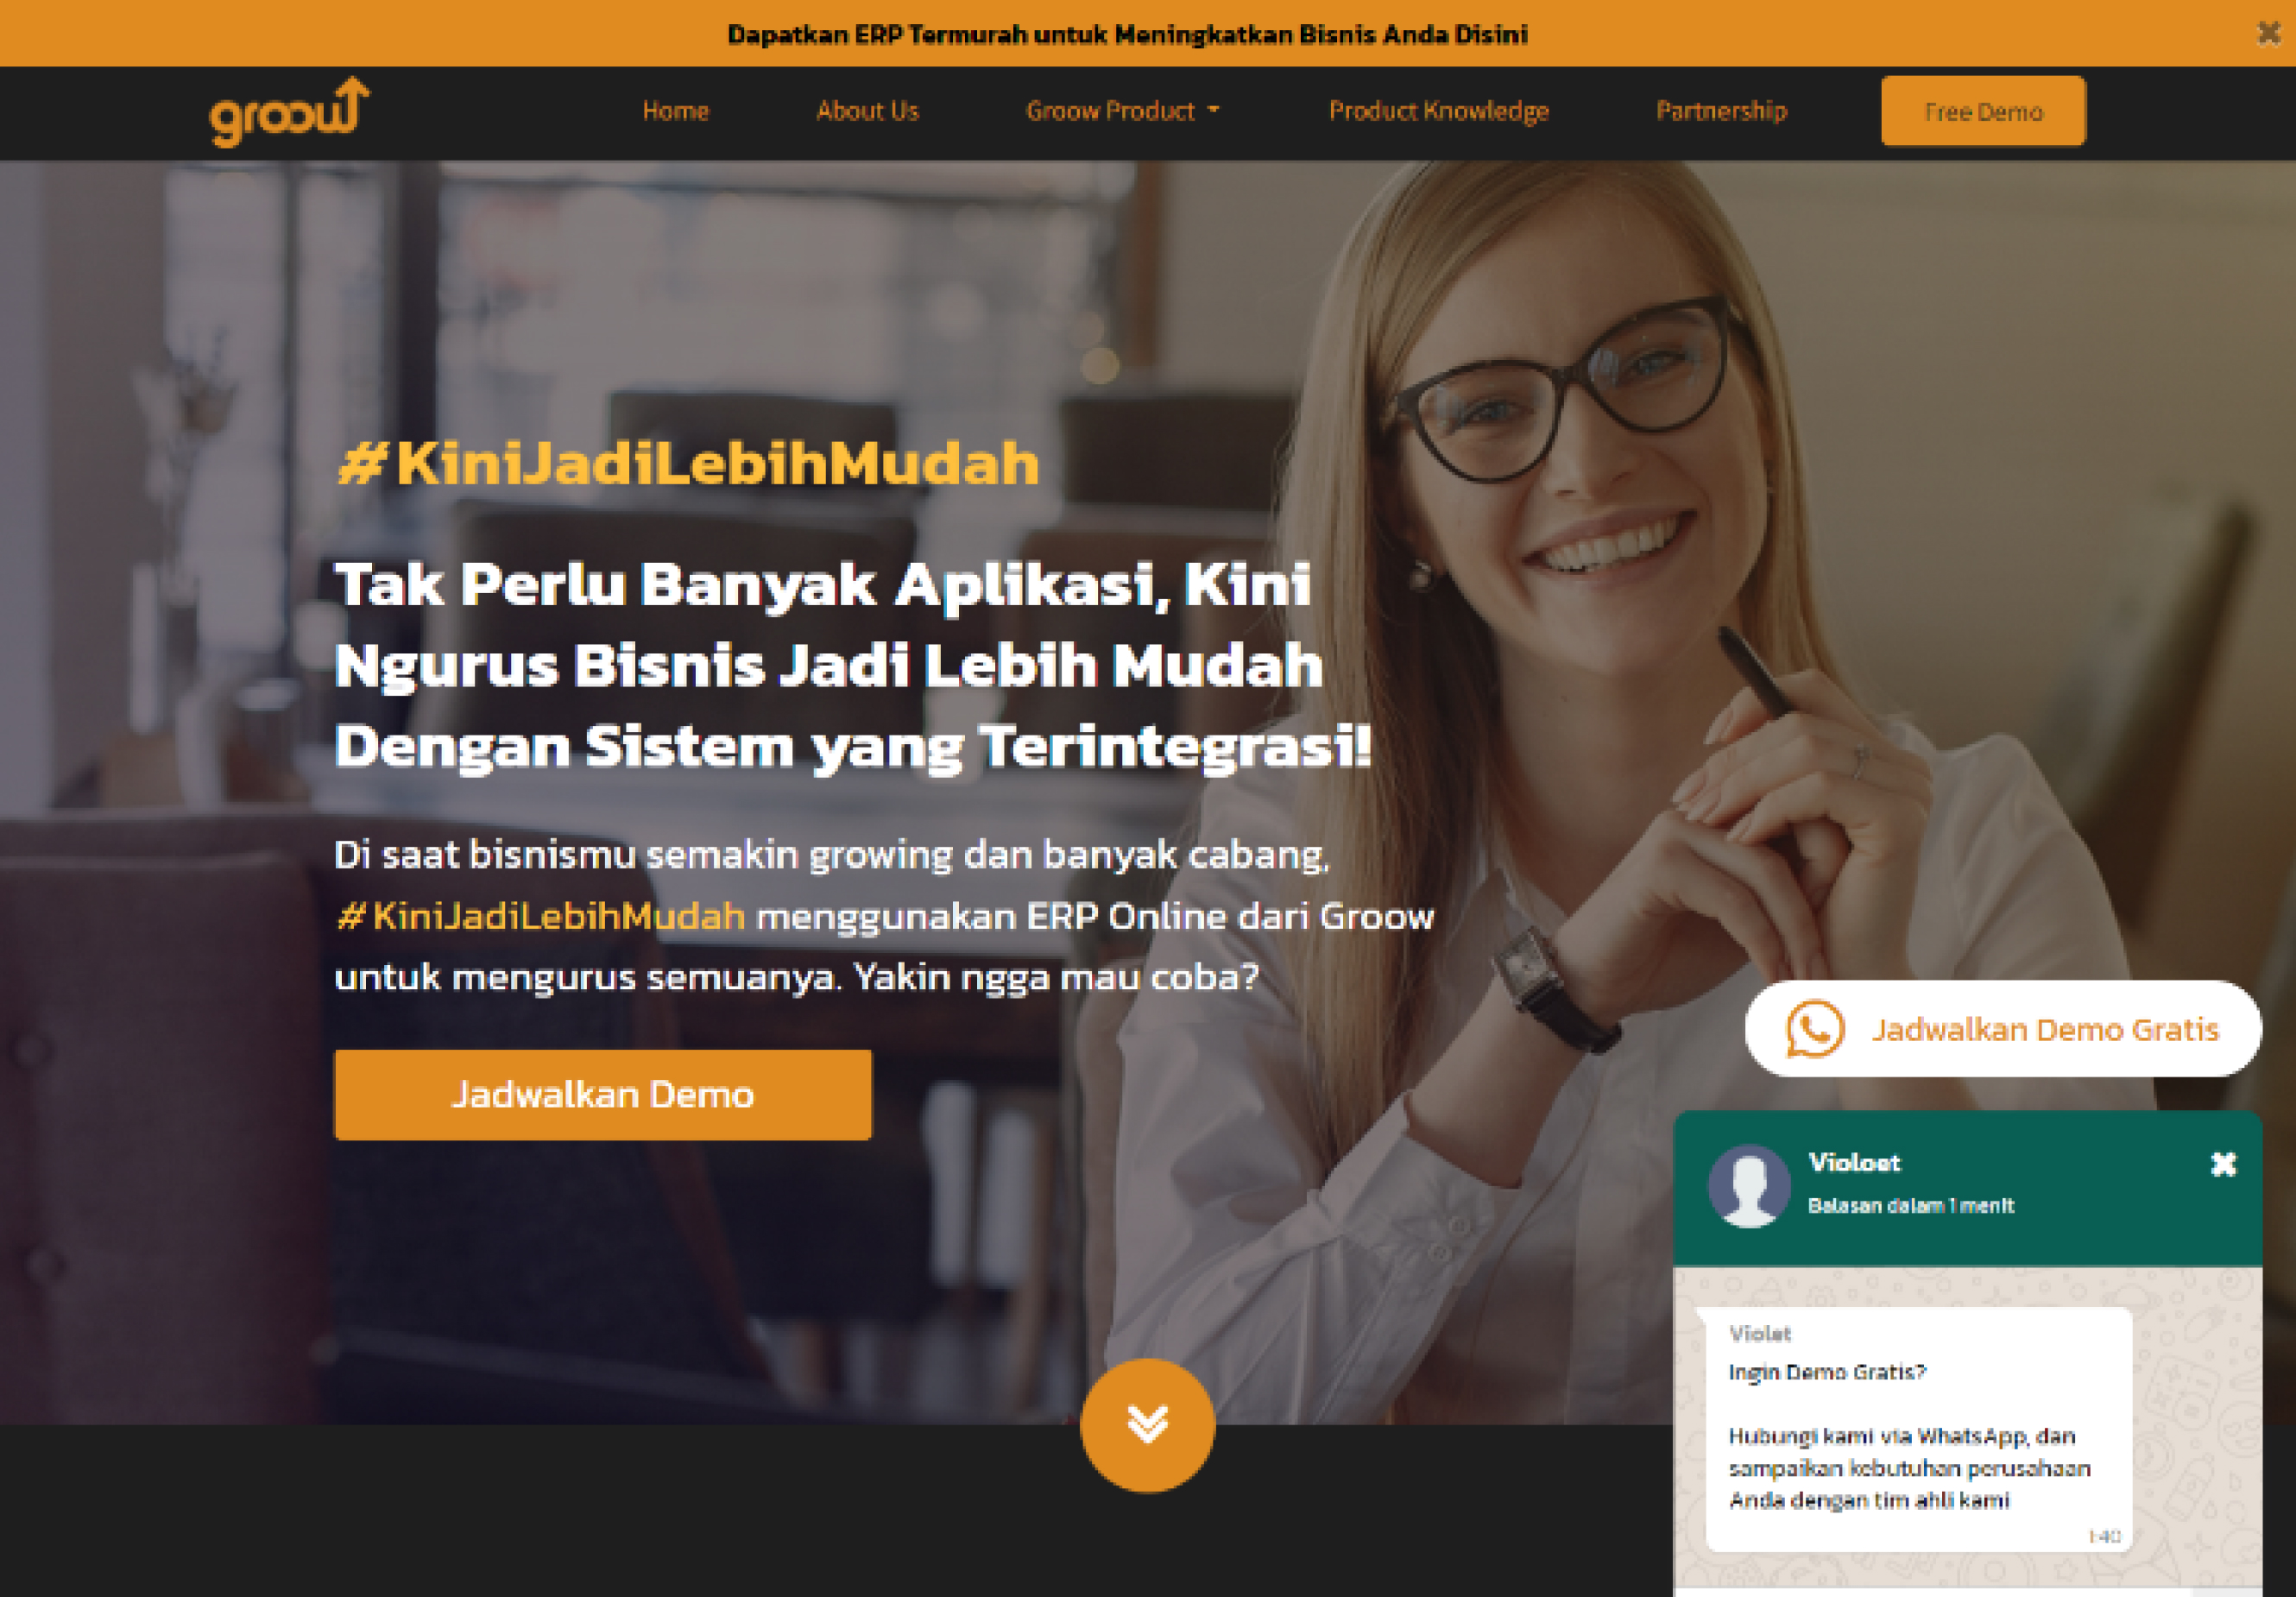 Dapatkan ERP Termurah untuk Meningkatkan Bisnis Anda Disini
groow
Home
About Us
Groow Product
Product Knowledge
Partnership
Free Demo
#KiniJadiLebihMudah
Tak Perlu Banyak Aplikasi, Kini
Ngurus Bisnis Jadi Lebih Mudah
Dengan Sistem yang Terintegrasi!
Di saat bisnismu semakin growing dan banyak cabang,
#KiniJadiLebihMudah menggunakan ERP Online dari Groow
untuk mengurus semuanya. Yakin ngga mau coba?
Jadwalkan Demo
Jadwalkan Demo Gratis
Violoet
Balasan dalam 1 menit
Violet
Ingin Demo Gratis?
Hubungi kami via WhatsApp, dan
sampaikan kebutuhan perusahaan
Anda dengan tim ahli kami
1:40